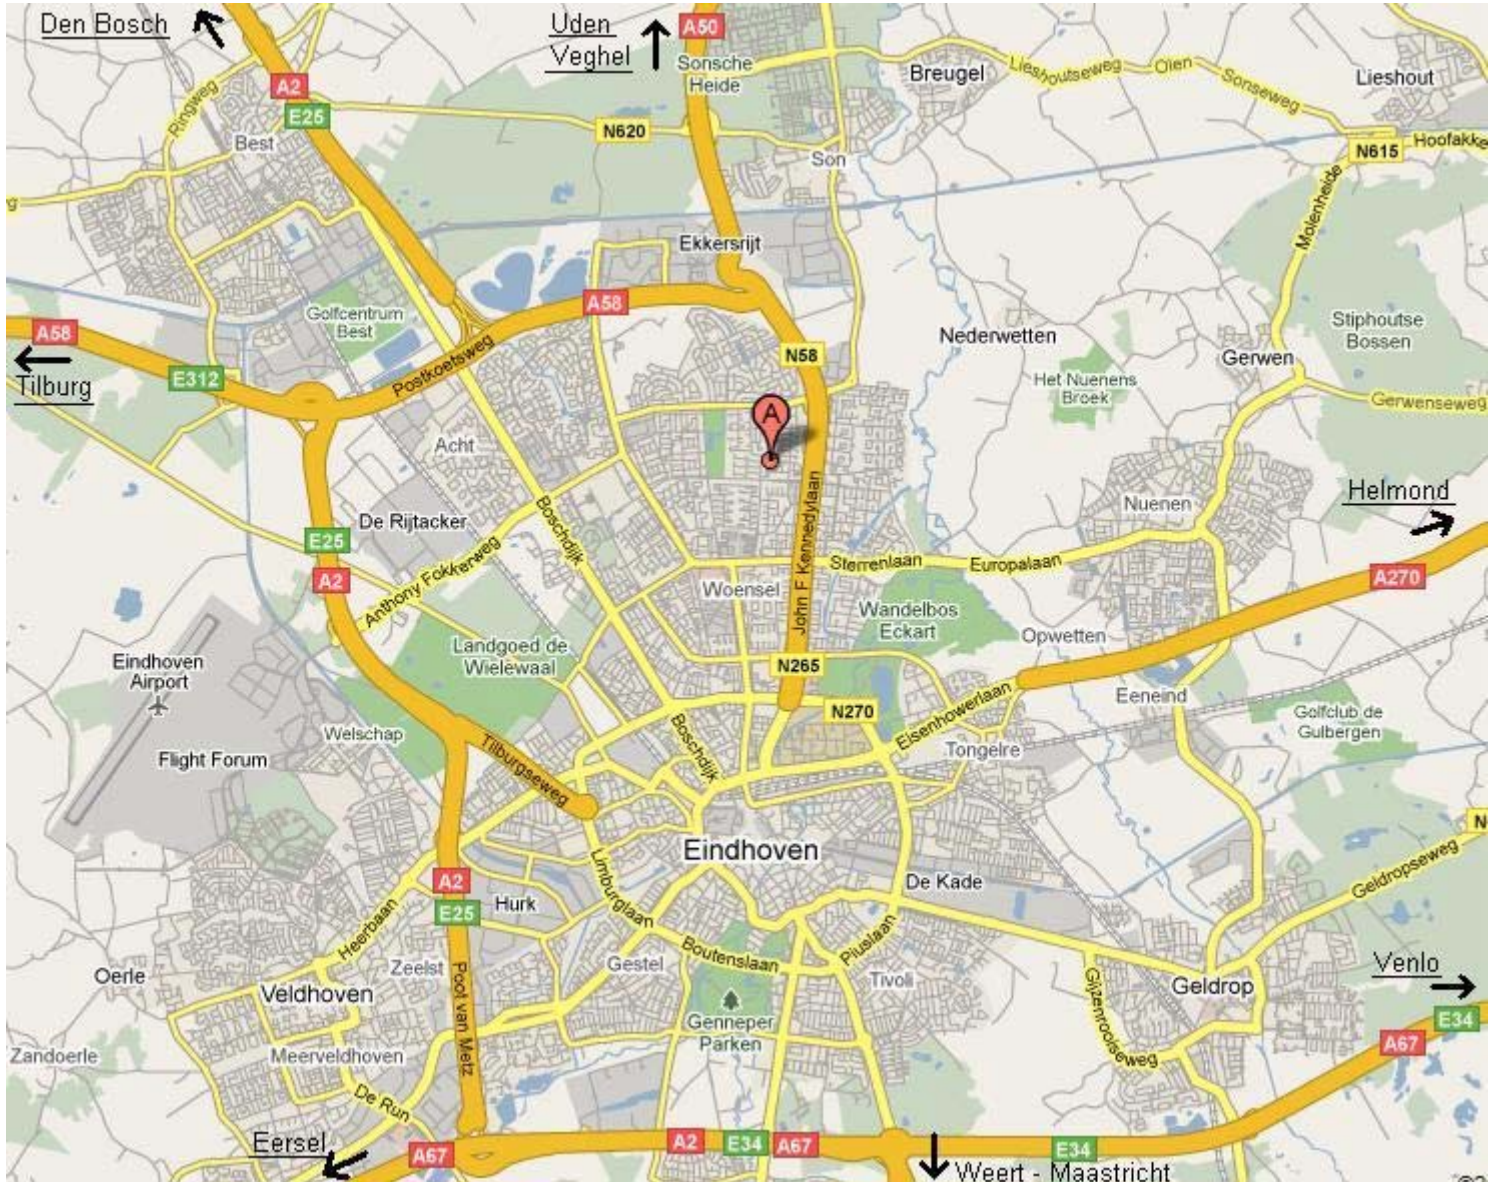 Den Bosch
Uden
Veghel
A50
Sonsche
Heide
Breugel
Lieshoutseweg
Olen
Sonseweg
Lieshout
A2
E25
Ringweg
Best
N620
Son
N615
Hoofakke
Molenheide
Ekkersrijt
Golfcentrum
Best
A58
A58
Tilburg
E312
Postkoetsweg
N58
Nederwetten
Gerwen
Stiphoutse
Bossen
Het Nuenens
Broek
Gerwenseweg
A
Acht
De Rijtacker
Boschdijk
John F Kennedylaan
Nuenen
Helmond
E25
A2
Anthony Fokkerweg
Woensel
Sterrenlaan
Europalaan
A270
Wandelbos
Eckart
Opwetten
Landgoed de
Wielewaal
Eindhoven
Airport
N265
Eeneind
N270
Eisenhowerlaan
Golfclub de
Gulbergen
Welschap
Flight Forum
Tilburgseweg
Boschdijk
Tongelre
Eindhoven
De Kade
Geldropseweg
N
A2
E25
Hurk
Limburglaan
Heerbaan
Oerle
Zeelst
Veldhoven
Gestel
Boutenslaan
Piuslaan
Tivoli
Geldrop
Venlo
Gijzenrooiseweg
Poot van Metz
Genneper
Parken
E34
A67
Zandoerle
Meerveldhoven
De Run
Eersel
A67
A2
E34
A67
E34
Weert - Maastricht